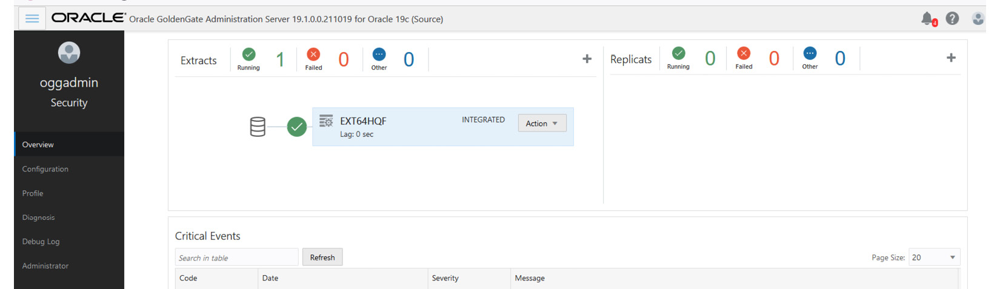 ORACLE Oracle GoldenGate Administration Server 19.1.0.0.211019 for Oracle 19c (Source)
4
oggadmin
Security
Overview
Configuration
Profile
Diagnosis
Debug Log
Administrator
Extracts
Running
1
Failed
0
Other
0
Replicats
Running
0
Failed
0
Other
0
EXT64HQF
INTEGRATED
Action
Lag: 0 sec
Critical Events
Search in table
Refresh
Page Size: 20
Code Date Severity Message